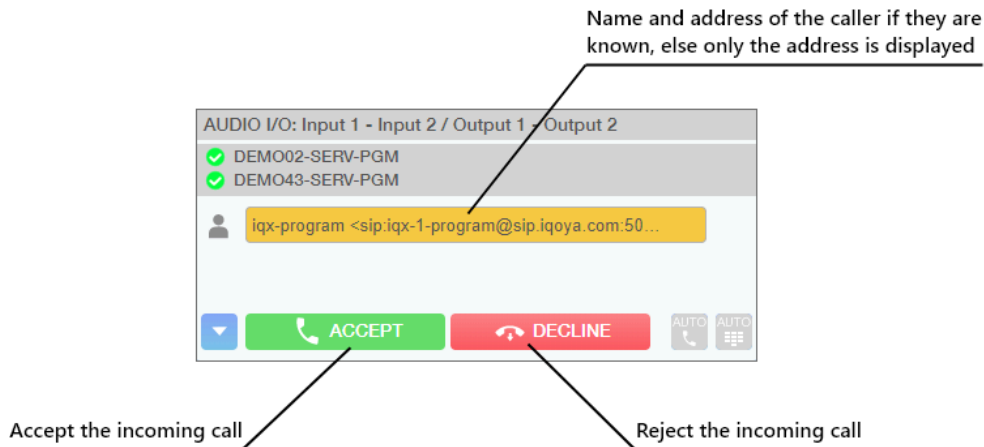 Name and address of the caller if they are
known, else only the address is displayed
AUDIO I/O: Input 1 - Input 2 / Output 1 - Output 2
DEMO02-SERV-PGM
DEMO43-SERV-PGM
iqx-program <sip:iqx-1-program@sip.iqoya.com:50...
ACCEPT
DECLINE
AUTO
AUTO
Accept the incoming call
Reject the incoming call